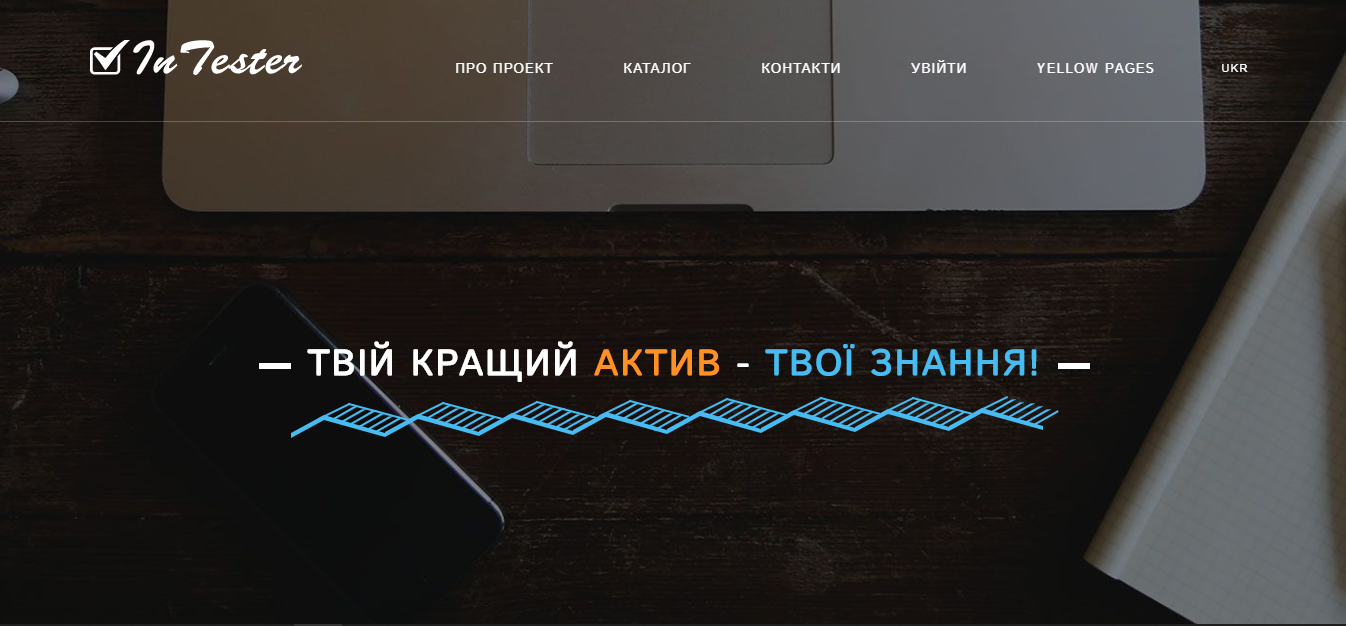 InTester
ПРО ПРОЕКТ КАТАЛОГ КОНТАКТИ УВІЙТИ YELLOW PAGES UKR
ТВІЙ КРАЩИЙ АКТИВ - ТВОЇ ЗНАННЯ!